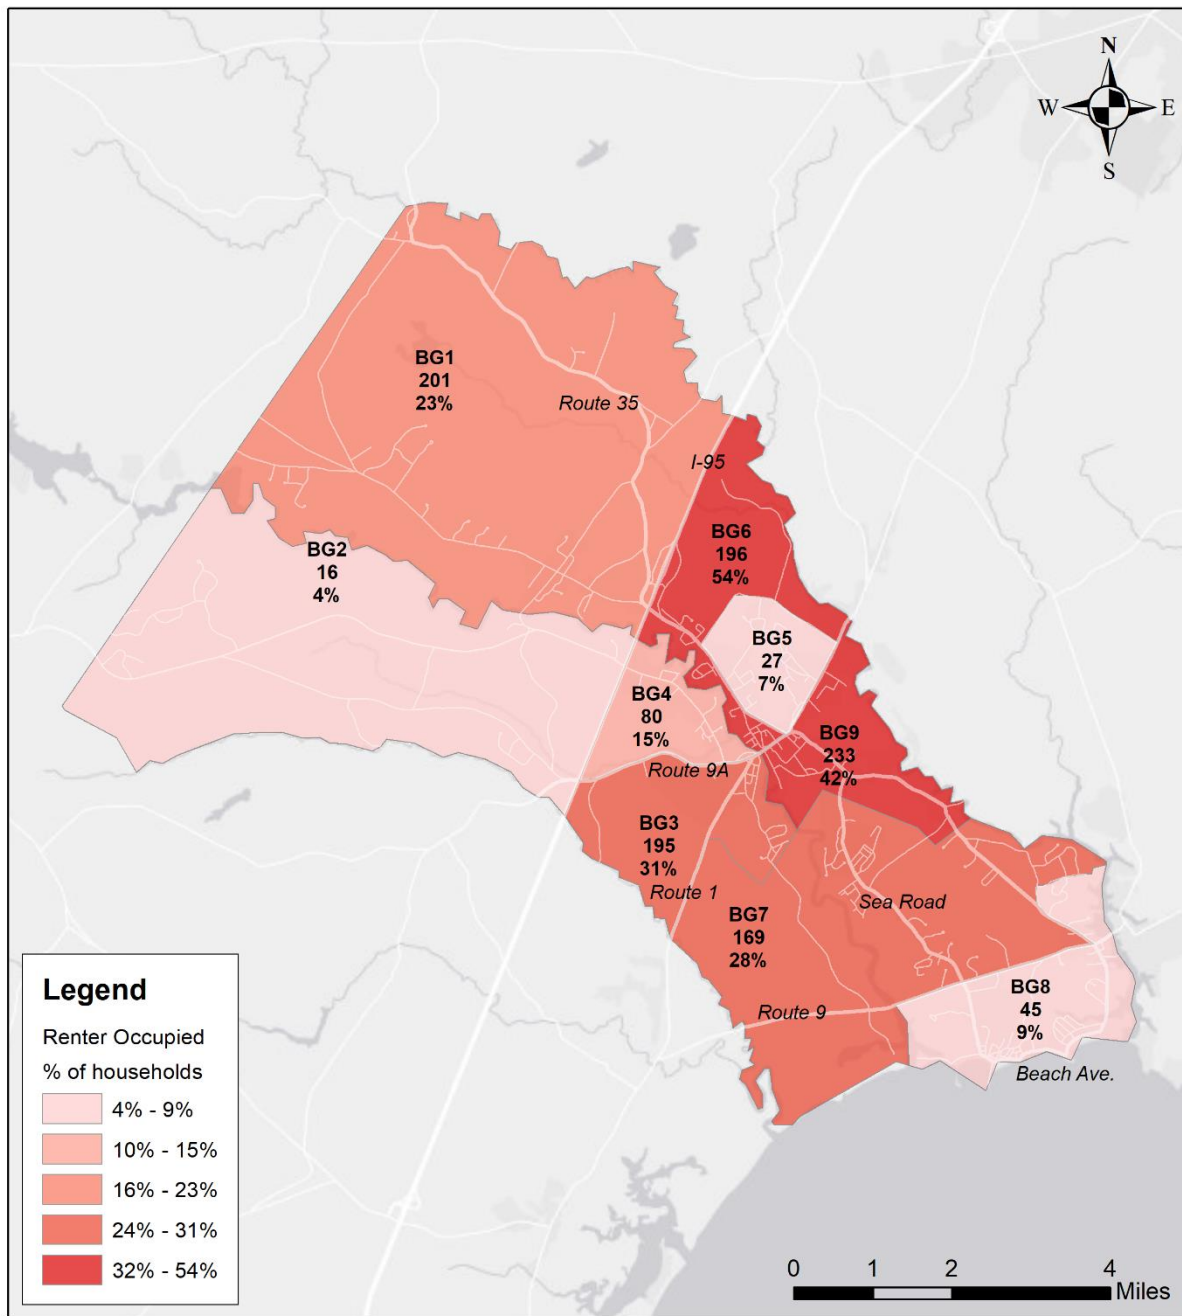 N
W E
S
BG1
201
23%
Route 35
I-95
BG6
196
54%
BG2
16
4%
BG5
27
7%
BG4
80
15%
BG9
233
42%
Route 9A
BG3
195
31%
Route 1
Sea Road
BG7
169
28%
BG8
45
9%
Route 9
Beach Ave.
Legend
Renter Occupied
% of households
4% - 9%
10% - 15%
16% - 23%
24% - 31%
32% - 54%
0 1 2 4
Miles